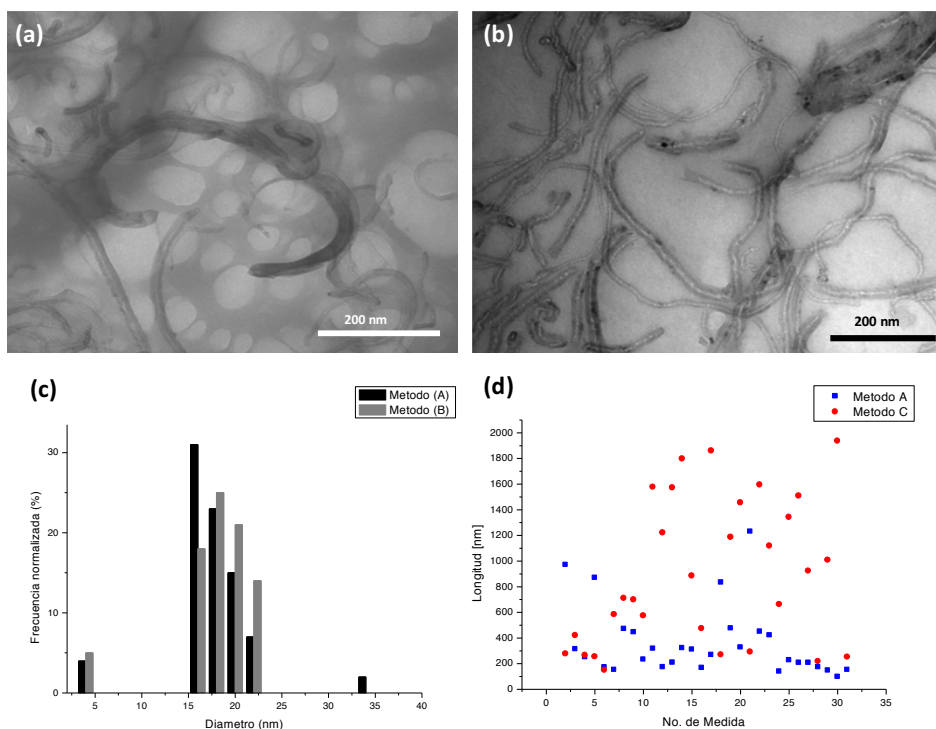 (a)
200 nm
(b)
200 nm
(c)
Metodo (A)
Metodo (B)
30
20
10
0
5
10
15
20
25
30
35
40
Frecuencia normalizada (%)
Diametro (nm)
(d)
Metodo A
Metodo C
2000
1800
1600
1400
1200
1000
800
600
400
200
0
0
5
10
15
20
25
30
35
Longitud [nm]
No. de Medida